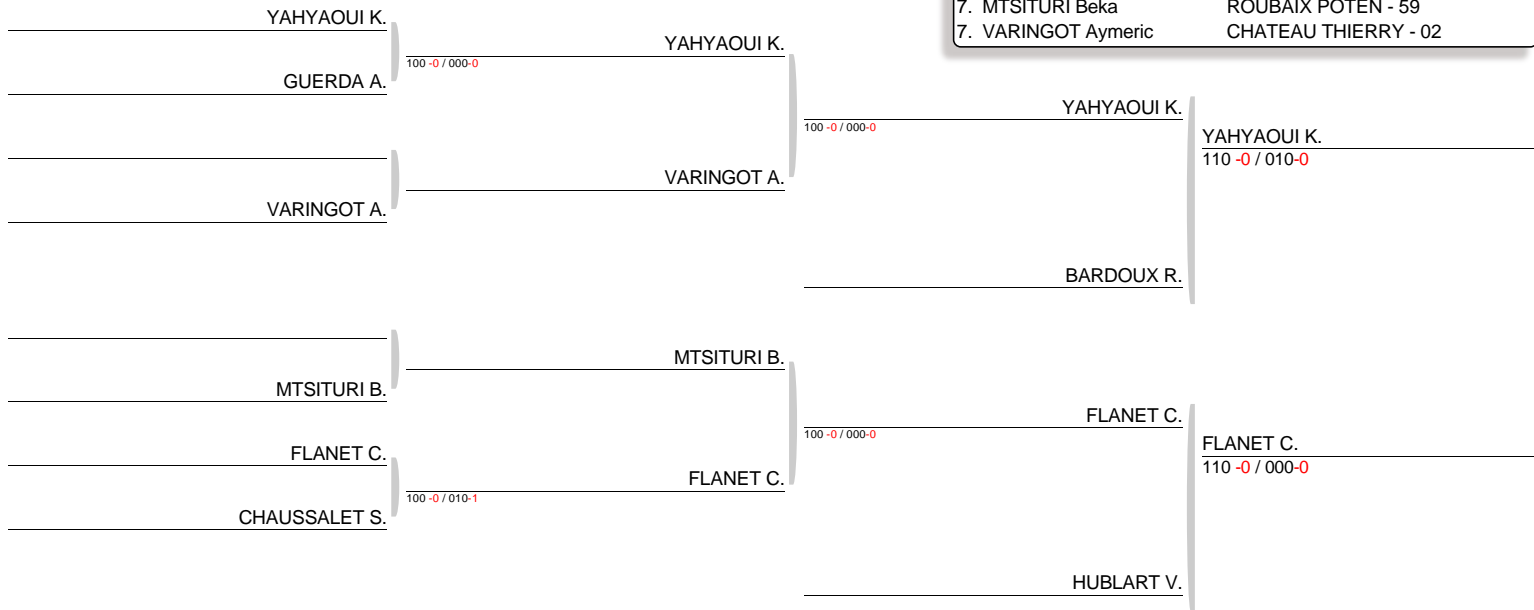 7. MTSITURI Beka ROUBAIX POTEN - 59
7. VARINGOT Aymeric CHATEAU THIERRY - 02
YAHYAOUI K.
GUERDA A.
VARINGOT A.
MTSITURI B.
FLANET C.
CHAUSSALET S.
YAHYAOUI K.
100 -0 / 000-0
VARINGOT A.
MTSITURI B.
FLANET C.
100 -0 / 010-1
YAHYAOUI K.
100 -0 / 000-0
BARDOUX R.
FLANET C.
100 -0 / 000-0
HUBLART V.
YAHYAOUI K.
110 -0 / 010-0
FLANET C.
110 -0 / 000-0